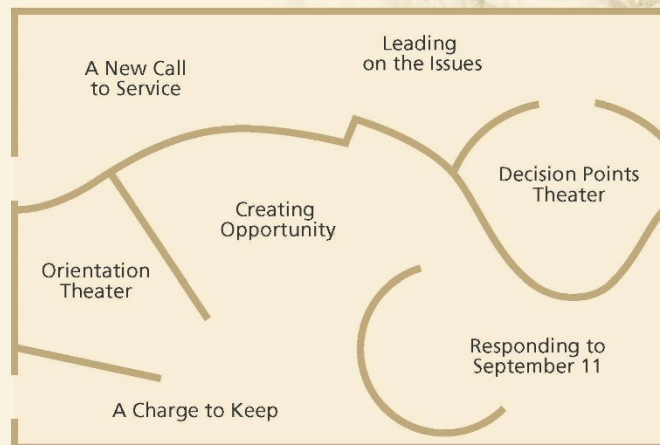 A New Call
to Service
Leading
on the Issues
Decision Points
Theater
Creating
Opportunity
Orientation
Theater
Responding to
September 11
A Charge to Keep